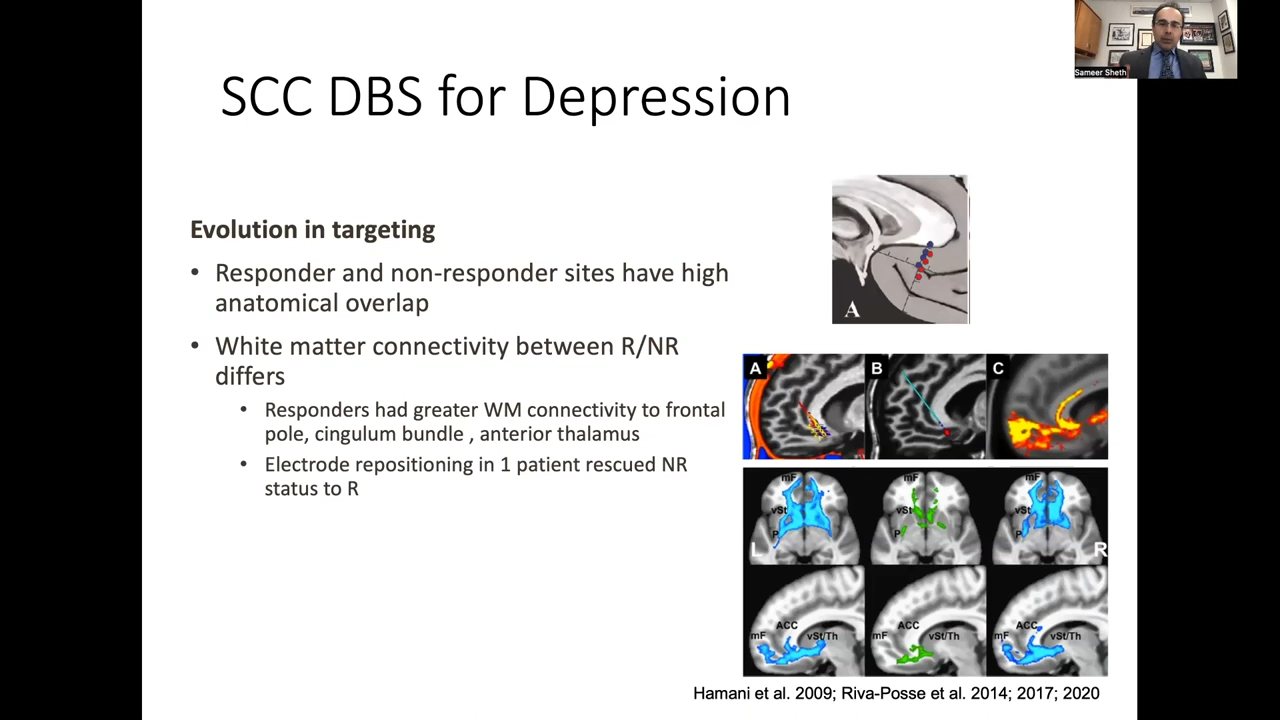 Sameer Sheth
SCC DBS for Depression
Evolution in targeting
• Responder and non-responder sites have high
anatomical overlap
• White matter connectivity between R/NR
differs
• Responders had greater WM connectivity to frontal
pole, cingulum bundle , anterior thalamus
• Electrode repositioning in 1 patient rescued NR
status to R
A
A B C
mF mF mF
vSt vSt vSt
P P P
L R
ACC ACC ACC
mF vSt/Th mF vSt/Th mF vSt/Th
Hamani et al. 2009; Riva-Posse et al. 2014; 2017; 2020